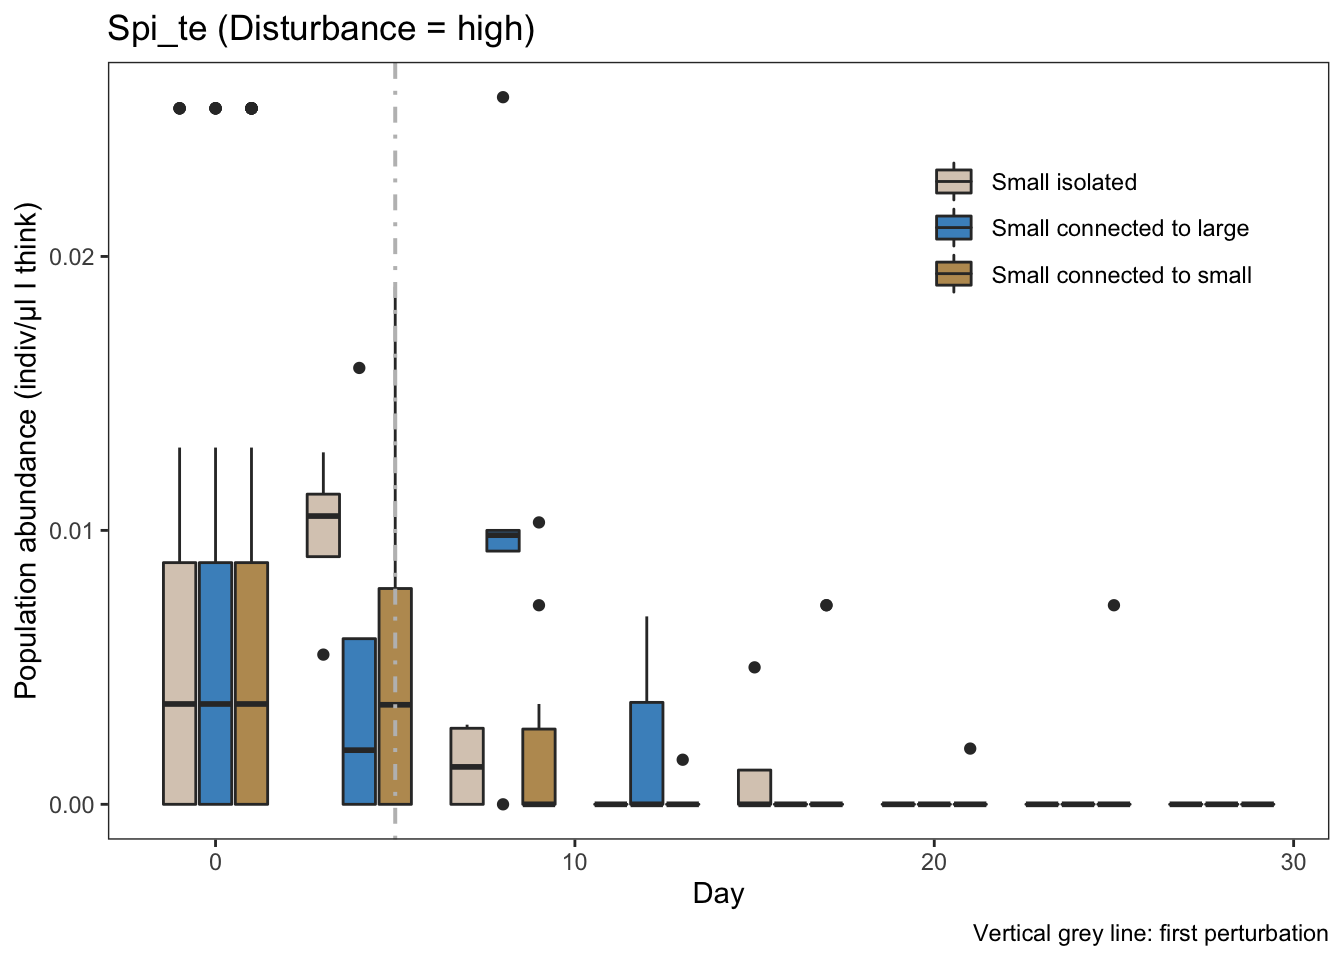 Spi_te (Disturbance = high)
Population abundance (indiv/µl I think)
0.02
0.01
0.00
Small isolated
Small connected to large
Small connected to small
0 10 20 30
Day
Vertical grey line: first perturbation